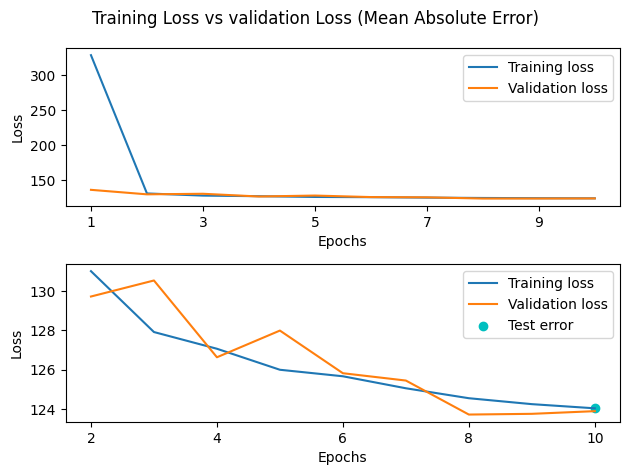 Training Loss vs validation Loss (Mean Absolute Error)
300
250
200
150
Loss
Training loss
Validation loss
1 3 5 7 9
Epochs
130
128
126
124
Loss
Training loss
Validation loss
Test error
2 4 6 8 10
Epochs